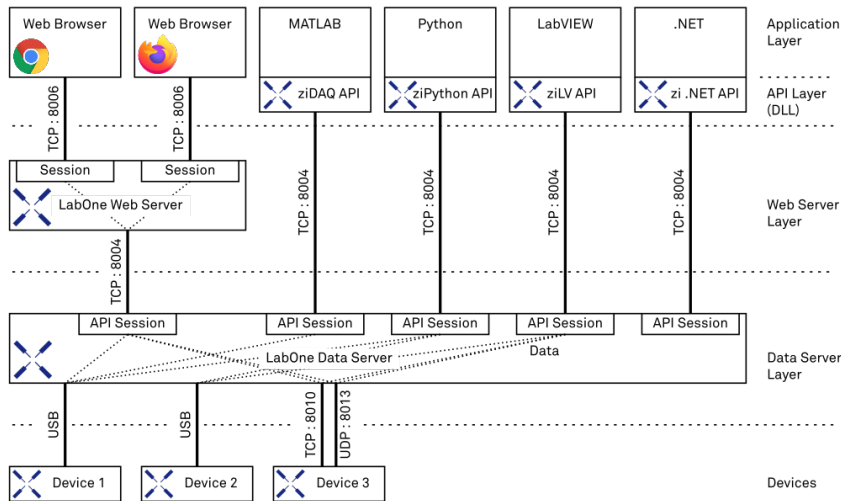 Web Browser
Web Browser
MATLAB
Python
LabVIEW
.NET
Application
Layer
ziDAQ API
ziPython API
ziLV API
zi .NET API
API Layer
(DLL)
TCP : 8006
TCP : 8006
Session
Session
LabOne Web Server
TCP : 8004
TCP : 8004
TCP : 8004
TCP : 8004
Web Server
Layer
TCP : 8004
API Session
API Session
API Session
API Session
API Session
LabOne Data Server
Data
Data Server
Layer
USB
USB
TCP : 8010
UDP : 8013
Device 1
Device 2
Device 3
Devices